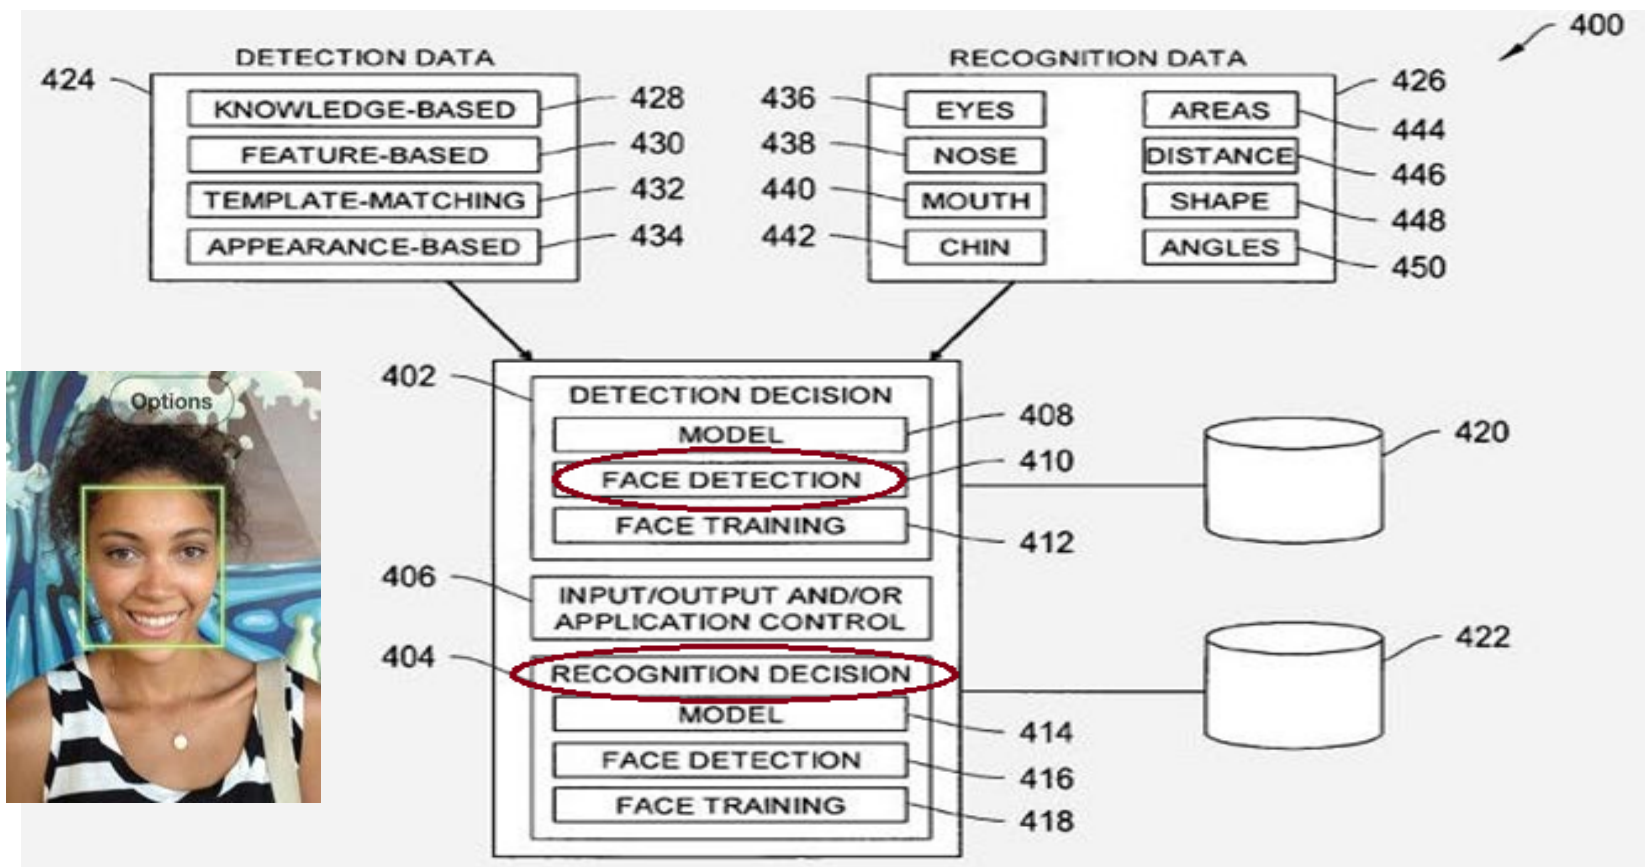 400
DETECTION DATA
424
KNOWLEDGE-BASED
428
FEATURE-BASED
430
TEMPLATE-MATCHING
432
APPEARANCE-BASED
434
RECOGNITION DATA
426
436
EYES
AREAS
444
438
NOSE
DISTANCE
446
440
MOUTH
SHAPE
448
442
CHIN
ANGLES
450
Options
402
DETECTION DECISION
MODEL
408
FACE DETECTION
410
FACE TRAINING
412
406
INPUT/OUTPUT AND/OR
APPLICATION CONTROL
404
RECOGNITION DECISION
MODEL
414
FACE DETECTION
416
FACE TRAINING
418
420
422